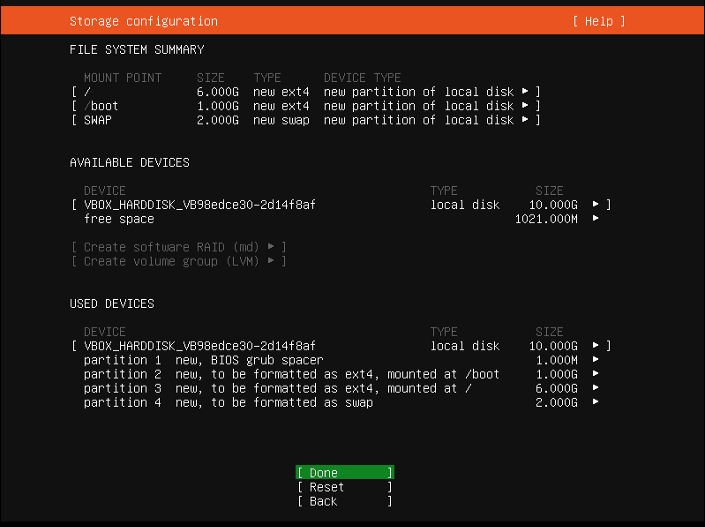 Storage configuration [ Help ]
FILE SYSTEM SUMMARY
MOUNT POINT SIZE TYPE DEVICE TYPE
[ / 6.000G new ext4 new partition of local disk ▸ ]
[ /boot 1.000G new ext4 new partition of local disk ▸ ]
[ SWAP 2.000G new swap new partition of local disk ▸ ]
AVAILABLE DEVICES
DEVICE TYPE SIZE
[ VBOX_HARDDISK_VB98edce30-2d14f8af local disk 10.000G ▸ ]
free space 1021.000M ▸
[ Create software RAID (md) ▸ ]
[ Create volume group (LVM) ▸ ]
USED DEVICES
DEVICE TYPE SIZE
[ VBOX_HARDDISK_VB98edce30-2d14f8af local disk 10.000G ▸ ]
partition 1 new, BIOS grub spacer 1.000M ▸
partition 2 new, to be formatted as ext4, mounted at /boot 1.000G ▸
partition 3 new, to be formatted as ext4, mounted at / 6.000G ▸
partition 4 new, to be formatted as swap 2.000G ▸
[ Done ]
[ Reset ]
[ Back ]